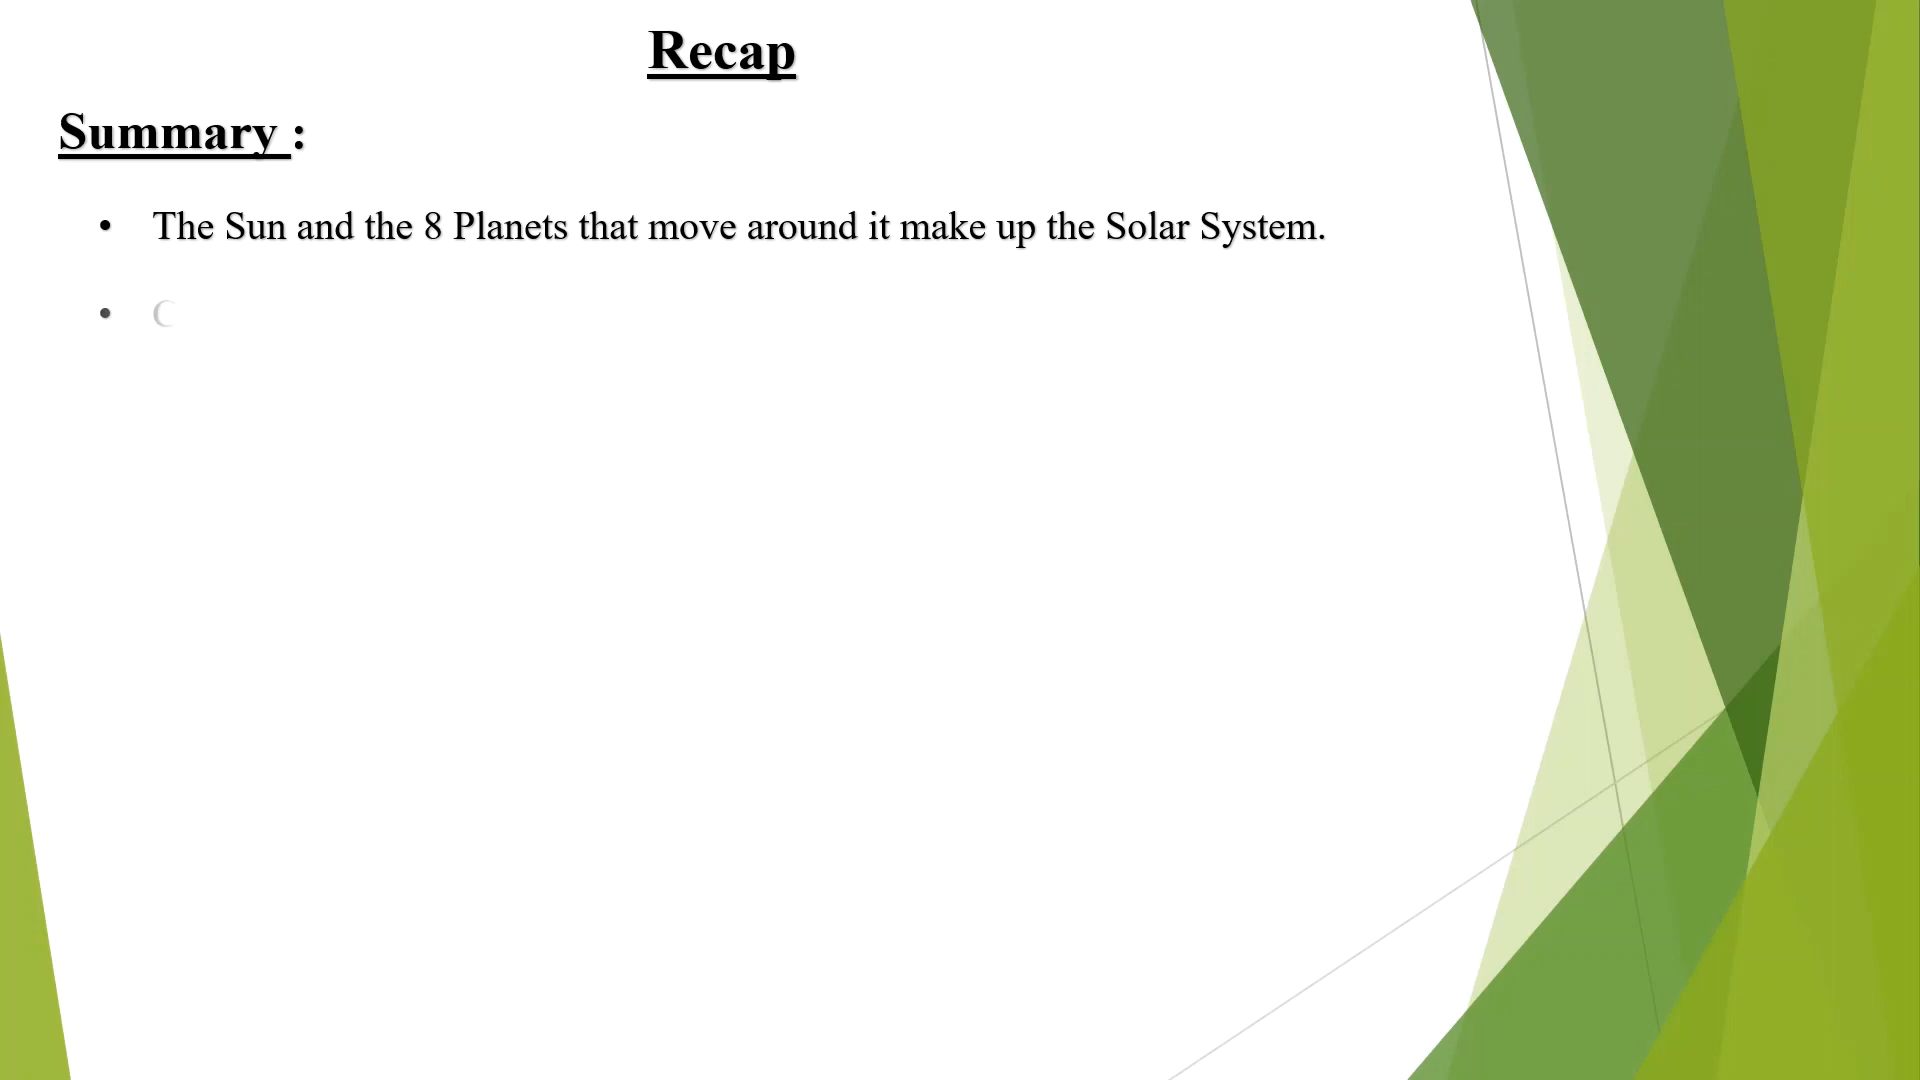 Recap
Summary :
• The Sun and the 8 Planets that move around it make up the Solar System.